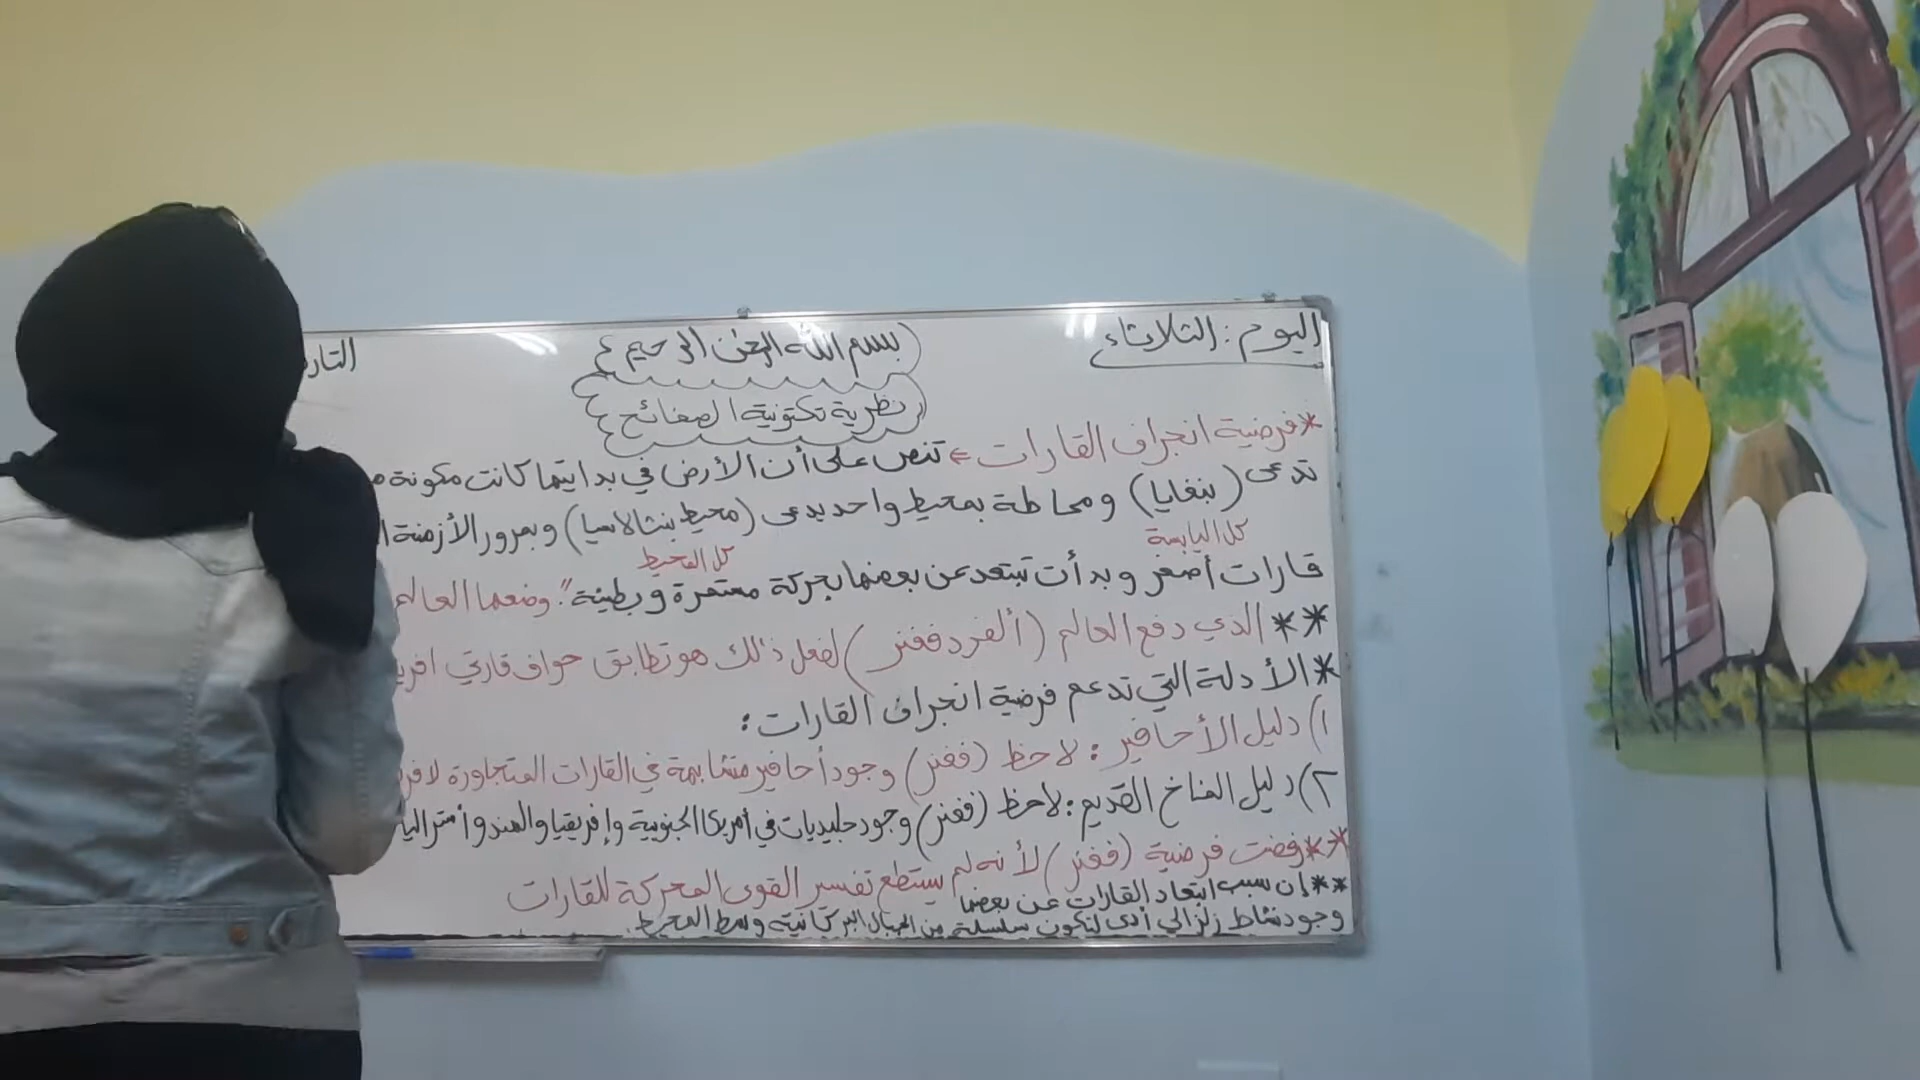 اليوم: الثلاثاء
بسم الله الرحمن الرحيم
التار
نظرية تكتونية الصفائح
*فرضية انجراف القارات ⇐ تنص على أن الأرض في بدايتها كانت مكونة م
تدعى (بنغايا) ومحاطة بمحيط واحد يدعى (محيط بنثالاسيا) وبمرور الأزمنة ا
كل اليابسة
كل المحيط
قارات أصغر وبدأت تبتعد عن بعضها بحركة مستمرة وبطيئة". وضعها العالم
** الذي دفع العالم (ألفرد فغنر) لفعل ذلك هو تطابق حواف قارتي افري
*الأدلة التي تدعم فرضية انجراف القارات:
١) دليل الأحافير: لاحظ (فغنر) وجود أحافير متشابهة في القارات المتجاورة لافري
٢) دليل المناخ القديم: لاحظ (فغنر) وجود جليديات في أمريكا الجنوبية وإفريقيا والهند وأستراليا
**رفضت فرضية (فغنر) لأنه لم يستطع تفسير القوى المحركة للقارات
**إن سبب ابتعاد القارات عن بعضها
وجود نشاط زلزالي أدى لتكون سلسلة من الجبال البركانية وسط المحيط.